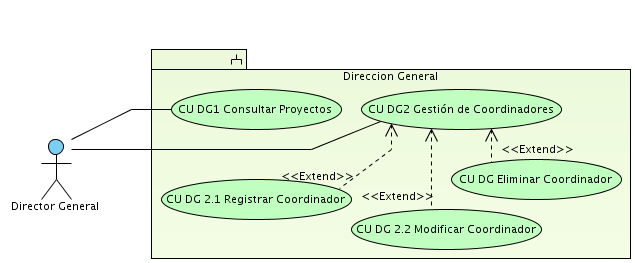 Direccion General
CU DG1 Consultar Proyectos
CU DG2 Gestión de Coordinadores
<<Extend>>
CU DG Eliminar Coordinador
<<Extend>>
CU DG 2.1 Registrar Coordinador
<<Extend>>
CU DG 2.2 Modificar Coordinador
Director General